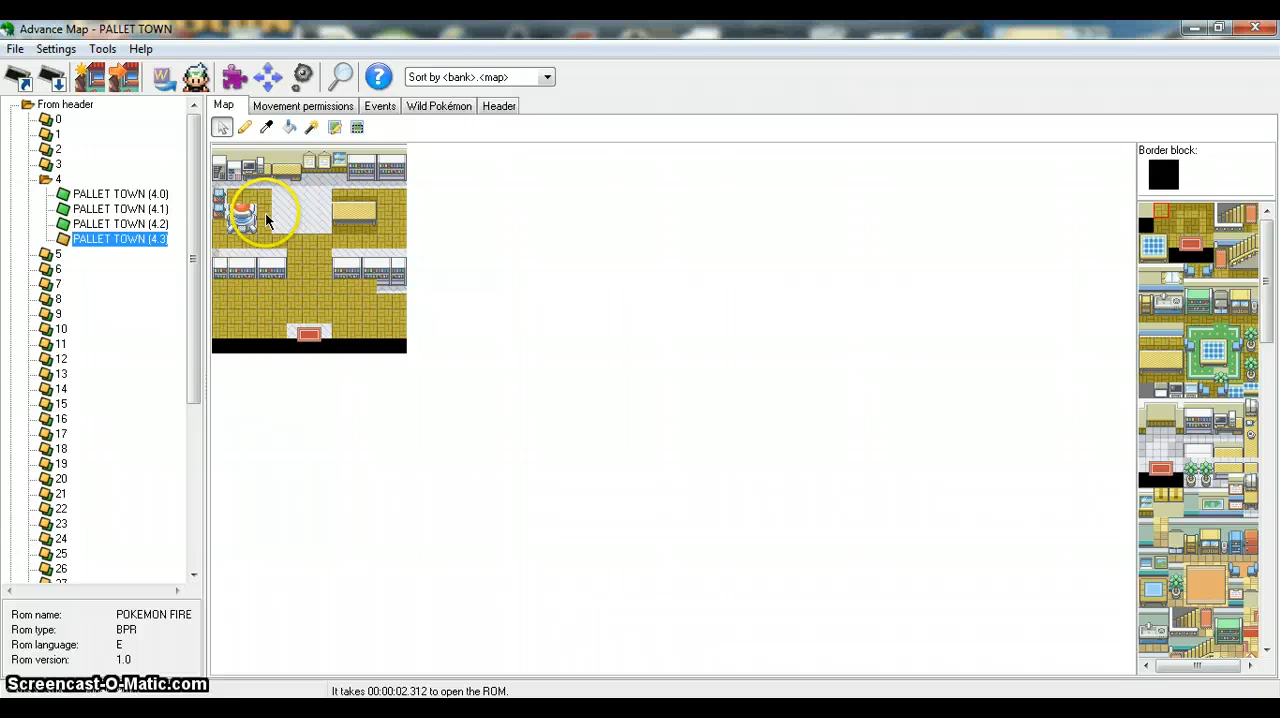 Advance Map - PALLET TOWN
File Settings Tools Help
Sort by <bank>.<map>
From header
0
1
2
3
4
PALLET TOWN (4.0)
PALLET TOWN (4.1)
PALLET TOWN (4.2)
PALLET TOWN (4.3)
5
6
7
8
9
10
11
12
13
14
15
16
17
18
19
20
21
22
23
24
25
26
Map Movement permissions Events Wild Pokémon Header
Border block:
Rom name: POKEMON FIRE
Rom type: BPR
Rom language: E
Rom version: 1.0
Screencast-O-Matic.com
It takes 00:00:02.312 to open the ROM.